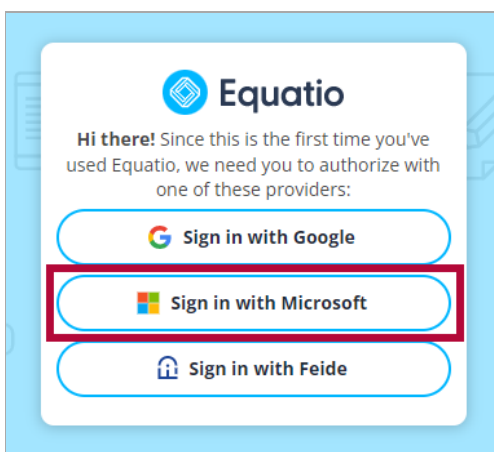 Equatio
Hi there! Since this is the first time you've
used Equatio, we need you to authorize with
one of these providers:
Sign in with Google
Sign in with Microsoft
Sign in with Feide